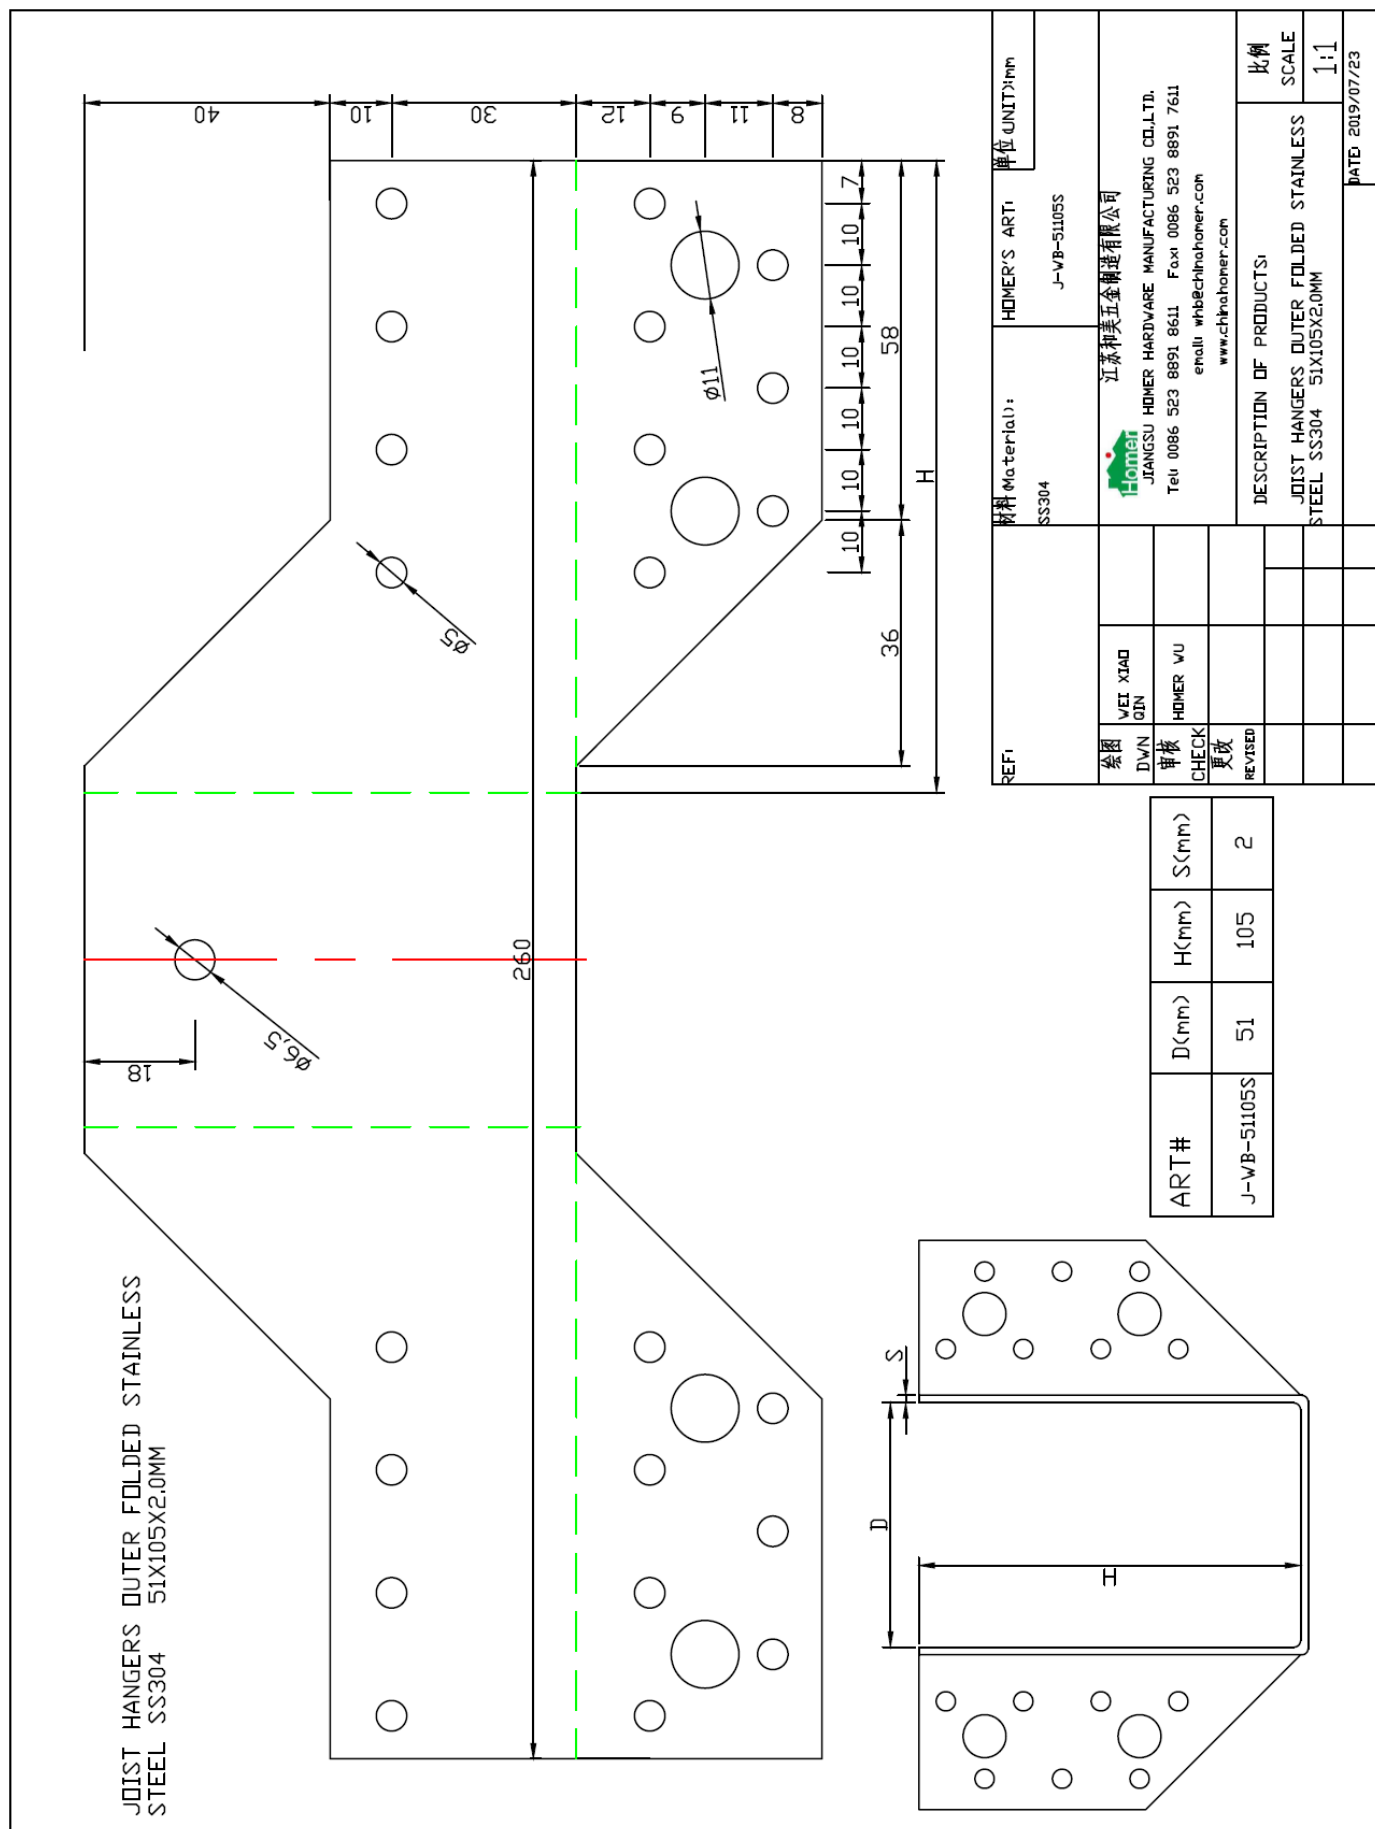 JOIST HANGERS OUTER FOLDED STAINLESS
STEEL SS304 51X105X2.0MM
40
10
30
12
9
11
8
7
10
10
10
10
10
10
58
36
H
260
18
Ø6,5
Ø5
Ø11
S
D
H
ART#
D(mm)
H(mm)
S(mm)
J-WB-51105S
51
105
2
REF:
材料(Material):
SS304
HOMER'S ART:
J-WB-51105S
单位(UNIT):mm
绘图
DWN
WEI XIAO
QIN
审核
CHECK
HOMER WU
更改
REVISED
Homer
江苏和美五金制造有限公司
JIANGSU HOMER HARDWARE MANUFACTURING CO.,LTD.
Tel: 0086 523 8891 8611 Fax: 0086 523 8891 7611
email: whb@chinahomer.com
www.chinahomer.com
DESCRIPTION OF PRODUCTS:
JOIST HANGERS OUTER FOLDED STAINLESS
STEEL SS304 51X105X2.0MM
比例
SCALE
1:1
DATE: 2019/07/23